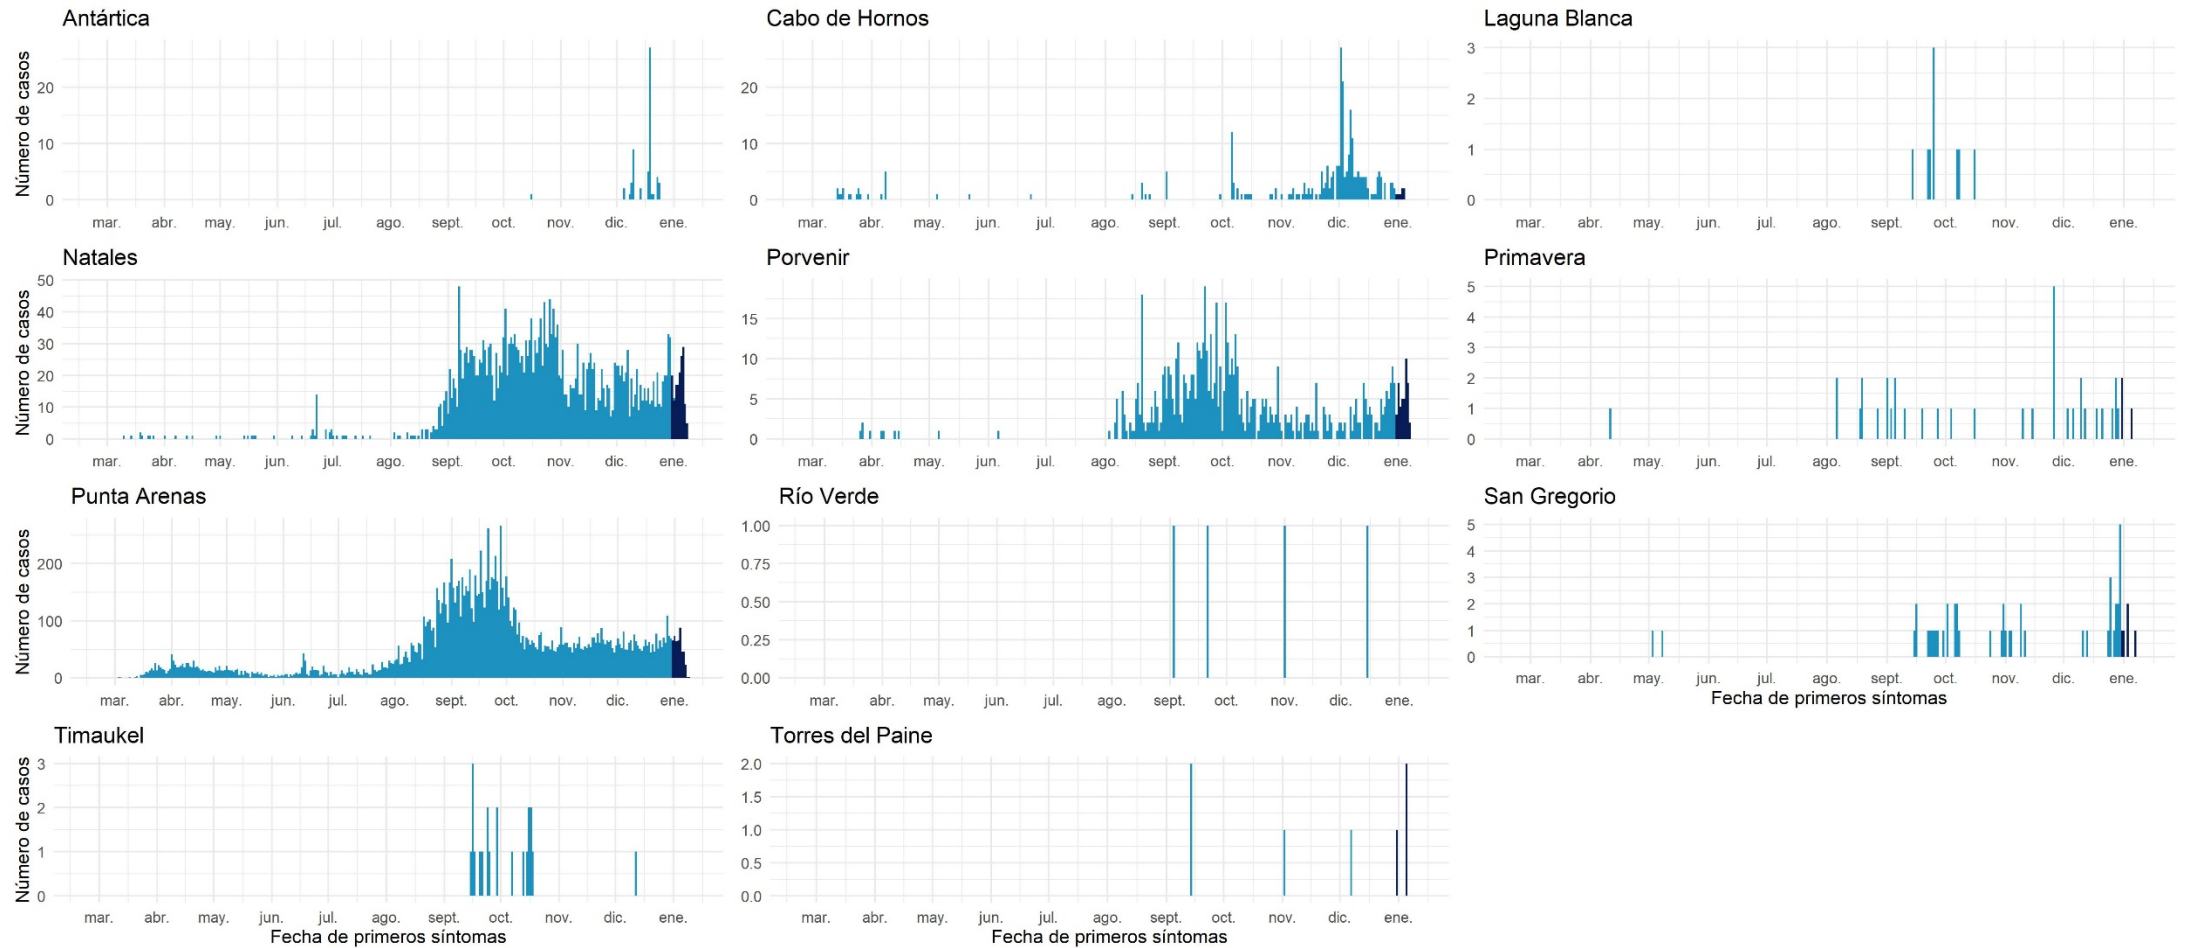 Antártica
Cabo de Hornos
Laguna Blanca
Número de casos
20
10
0
mar. abr. may. jun. jul. ago. sept. oct. nov. dic. ene.
20
10
0
mar. abr. may. jun. jul. ago. sept. oct. nov. dic. ene.
3
2
1
0
mar. abr. may. jun. jul. ago. sept. oct. nov. dic. ene.
Natales
Porvenir
Primavera
Número de casos
50
40
30
20
10
0
mar. abr. may. jun. jul. ago. sept. oct. nov. dic. ene.
15
10
5
0
mar. abr. may. jun. jul. ago. sept. oct. nov. dic. ene.
5
4
3
2
1
0
mar. abr. may. jun. jul. ago. sept. oct. nov. dic. ene.
Punta Arenas
Río Verde
San Gregorio
Número de casos
200
100
0
mar. abr. may. jun. jul. ago. sept. oct. nov. dic. ene.
1.00
0.75
0.50
0.25
0.00
mar. abr. may. jun. jul. ago. sept. oct. nov. dic. ene.
5
4
3
2
1
0
mar. abr. may. jun. jul. ago. sept. oct. nov. dic. ene.
Fecha de primeros síntomas
Timaukel
Torres del Paine
Número de casos
3
2
1
0
mar. abr. may. jun. jul. ago. sept. oct. nov. dic. ene.
Fecha de primeros síntomas
2.0
1.5
1.0
0.5
0.0
mar. abr. may. jun. jul. ago. sept. oct. nov. dic. ene.
Fecha de primeros síntomas